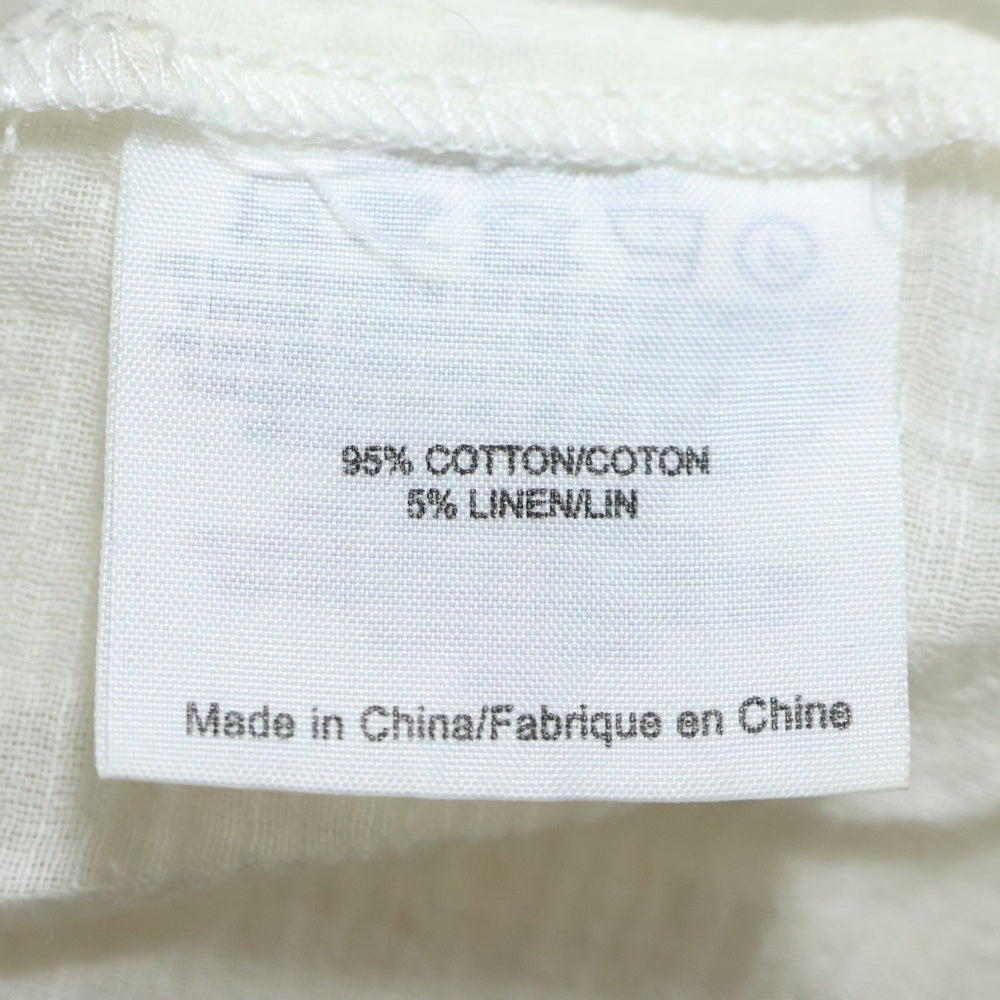 95% COTTON/COTON
5% LINEN/LIN
Made in China/Fabrique en Chine